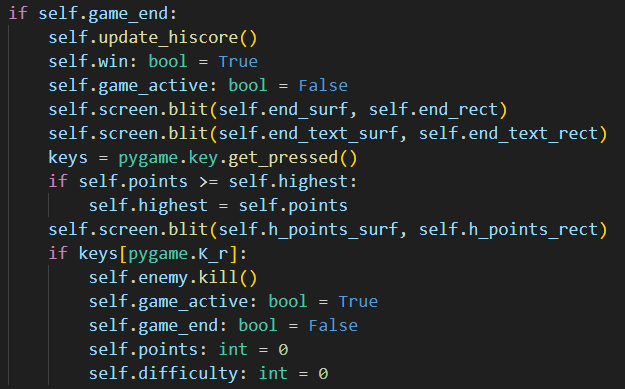 if self.game_end:
    self.update_hiscore()
    self.win: bool = True
    self.game_active: bool = False
    self.screen.blit(self.end_surf, self.end_rect)
    self.screen.blit(self.end_text_surf, self.end_text_rect)
    keys = pygame.key.get_pressed()
    if self.points >= self.highest:
        self.highest = self.points
    self.screen.blit(self.h_points_surf, self.h_points_rect)
    if keys[pygame.K_r]:
        self.enemy.kill()
        self.game_active: bool = True
        self.game_end: bool = False
        self.points: int = 0
        self.difficulty: int = 0